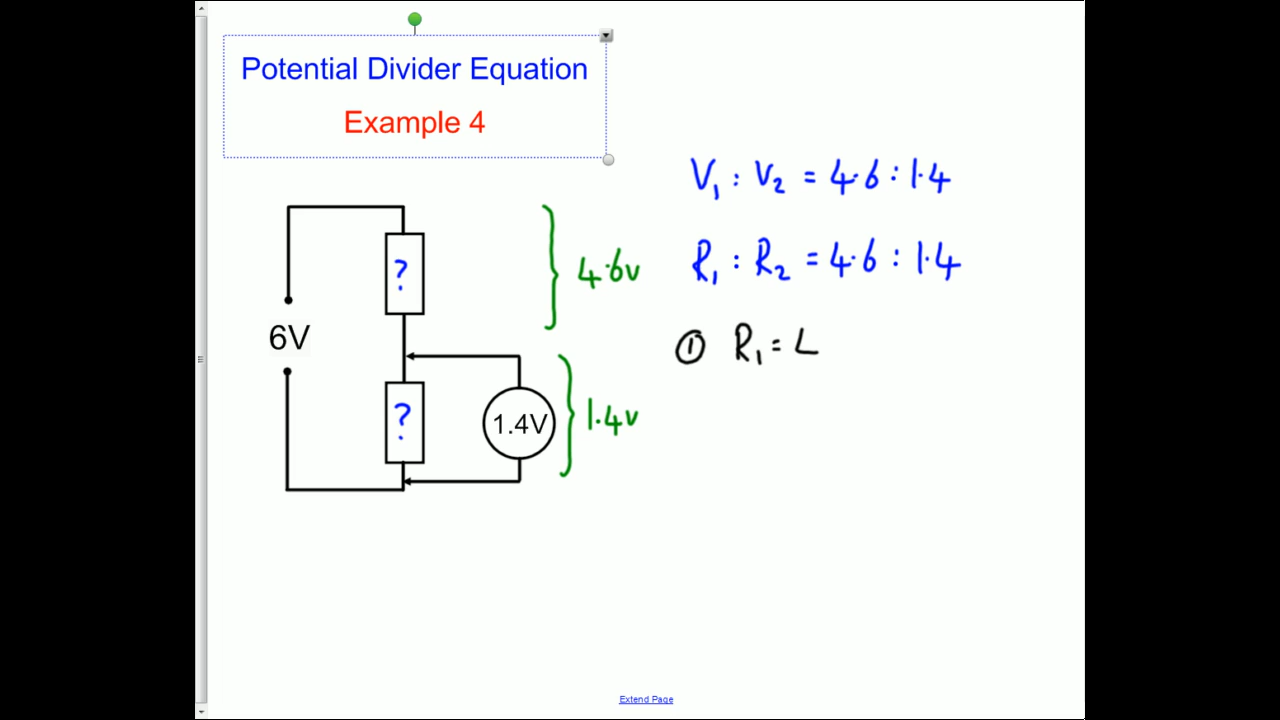 Potential Divider Equation
Example 4
V₁ : V₂ = 4.6 : 1.4
R₁ : R₂ = 4.6 : 1.4
① R₁ =
?
4.6v
6V
?
1.4V
1.4v
Extend Page